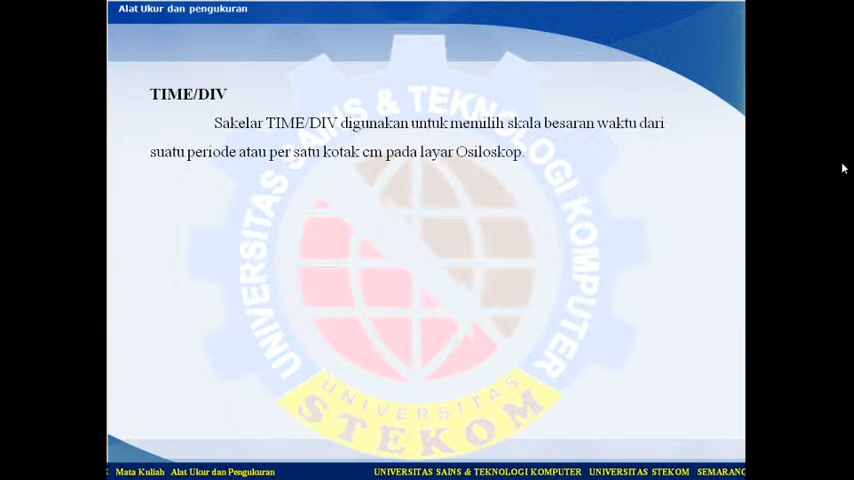 Alat Ukur dan pengukuran
TIME/DIV
Sakelar TIME/DIV digunakan untuk memilih skala besaran waktu dari
suatu periode atau per satu kotak cm pada layar Osiloskop.
UNIVERSITAS SAINS & TEKNOLOGI KOMPUTER
UNIVERSITAS
STEKOM
Mata Kuliah Alat Ukur dan Pengukuran
UNIVERSITAS SAINS & TEKNOLOGI KOMPUTER UNIVERSITAS STEKOM SEMARANG